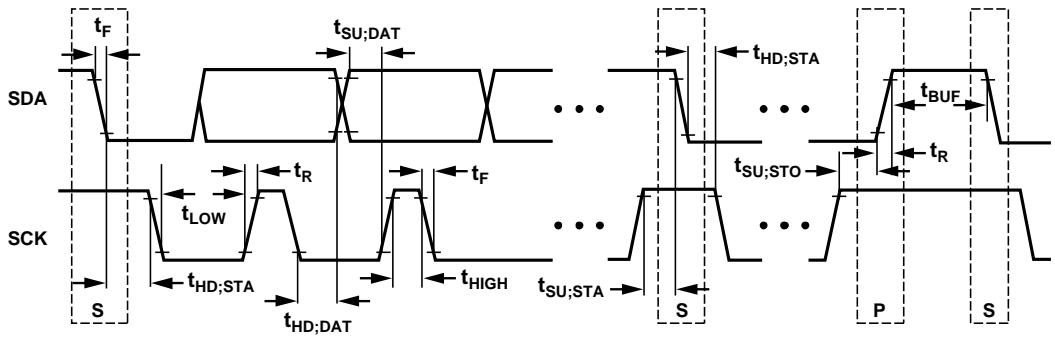 tF
tSU;DAT
tHD;STA
SDA
tBUF
tR
tF
tSU;STO
tR
tLOW
SCK
tHD;STA
tHIGH
tSU;STA
tHD;DAT
S
S
P
S